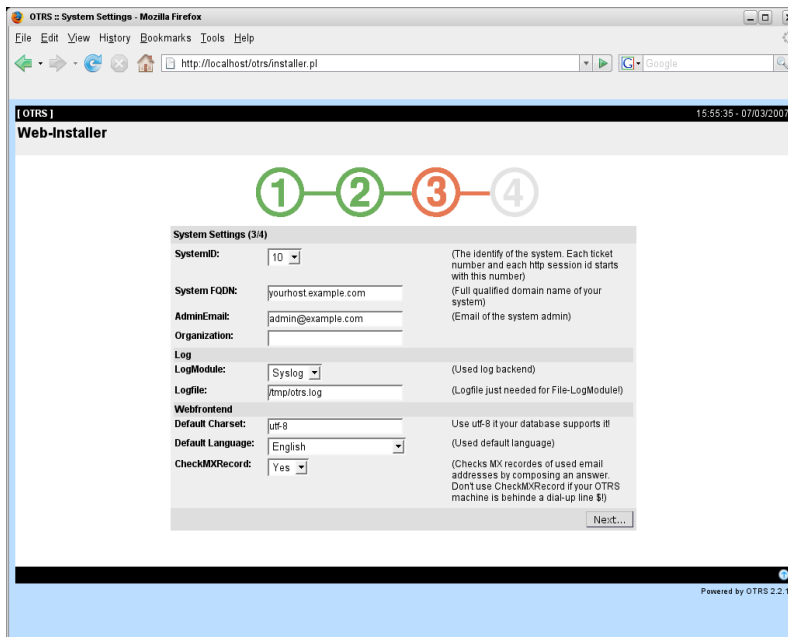 OTRS :: System Settings - Mozilla Firefox
File Edit View History Bookmarks Tools Help
http://localhost/otrs/installer.pl
G
Google
[ OTRS ]
15:55:35 - 07/03/2007
Web-Installer
1 2 3 4
System Settings (3/4)
SystemID: 10 (The identify of the system. Each ticket
number and each http session id starts
with this number)
System FQDN: yourhost.example.com (Full qualified domain name of your
system)
AdminEmail: admin@example.com (Email of the system admin)
Organization:
Log
LogModule: Syslog (Used log backend)
Logfile: /tmp/otrs.log (Logfile just needed for File-LogModule!)
Webfrontend
Default Charset: utf-8 Use utf-8 it your database supports it!
Default Language: English (Used default language)
CheckMXRecord: Yes (Checks MX recordes of used email
addresses by composing an answer.
Don't use CheckMXRecord if your OTRS
machine is behinde a dial-up line $!)
Next...
Powered by OTRS 2.2.1